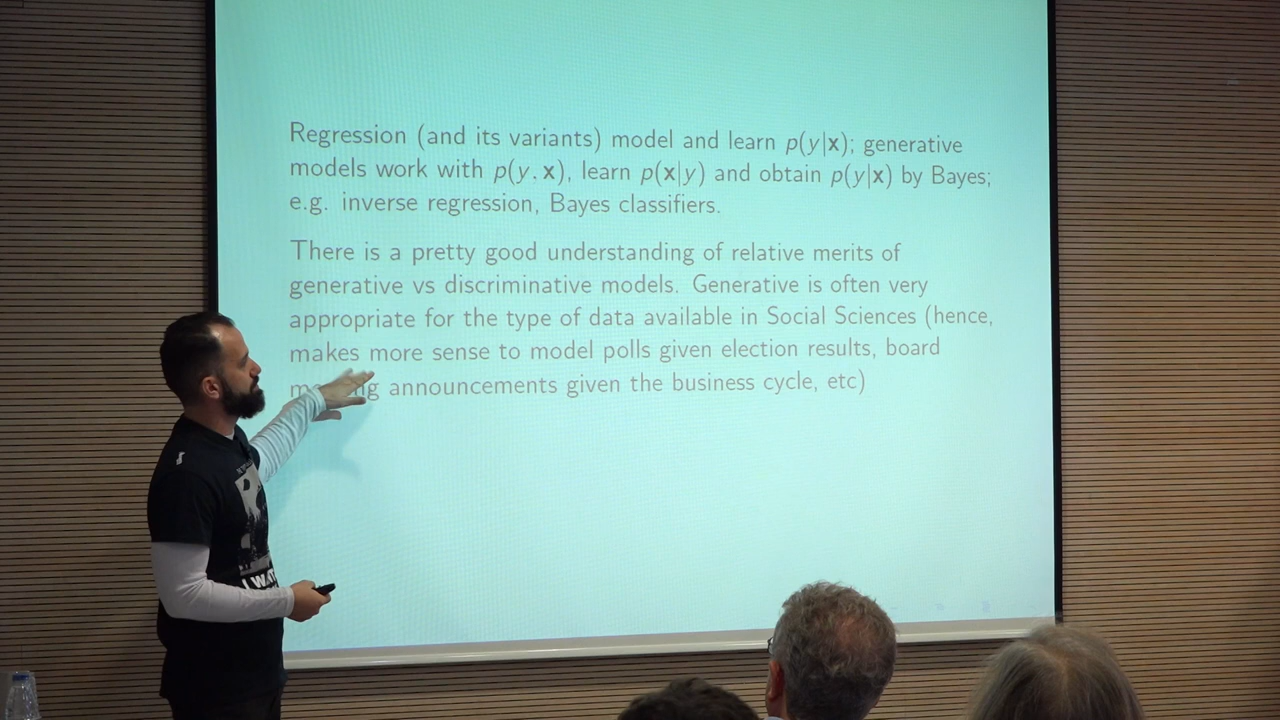 Regression (and its variants) model and learn p(y|x); generative
models work with p(y, x), learn p(x|y) and obtain p(y|x) by Bayes;
e.g. inverse regression, Bayes classifiers.
There is a pretty good understanding of relative merits of
generative vs discriminative models. Generative is often very
appropriate for the type of data available in Social Sciences (hence,
makes more sense to model polls given election results, board
announcements given the business cycle, etc)